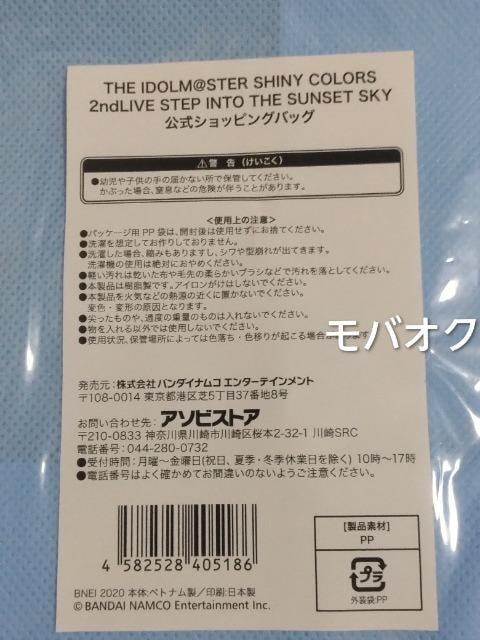 THE IDOLM@STER SHINY COLORS
2ndLIVE STEP INTO THE SUNSET SKY
公式ショッピングバッグ
⚠警 告 (けいこく)
●幼児や子供の手の届かない所で保管してください。
かぶった場合、窒息などの危険が伴うことがあります。
<使用上の注意>
●パッケージ用PP袋は、開封後は使用せずにお捨てください。
●洗濯を想定してお作りしておりません。
●洗濯した場合、縮みもありますし、シワや型崩れが出てきます。
洗濯機の使用は絶対におやめください。
●軽い汚れは乾いた布や毛先の柔らかいブラシなどで汚れを落としてください。
●本製品は樹脂製です。アイロンがけはしないでください。
●本製品を火気などの熱源の近くに置かないでください。
変色・変形の原因となります。
●尖ったものや、過度の重量のものは入れないでください。
●物を入れる以外では使用しないでください。
●使用状況、保管場所によっては色落ち・色移りが起こる場合が
モバオク
発売元:株式会社バンダイナムコエンターテインメント
〒108-0014 東京都港区芝5丁目37番地8号
お問い合わせ先:アソビストア
〒210-0833 神奈川県川崎市川崎区桜本2-32-1 川崎SRC
電話番号:044-280-0732
●受付時間:月曜~金曜日(祝日、夏季・冬季休業日を除く) 10時~17時
●電話番号はよく確かめてお間違いのないようご注意ください。
4 582528 405186
[製品素材]
PP
プラ
外装袋:PP
BNEI 2020 本体:ベトナム製/印刷:日本製
© BANDAI NAMCO Entertainment Inc.